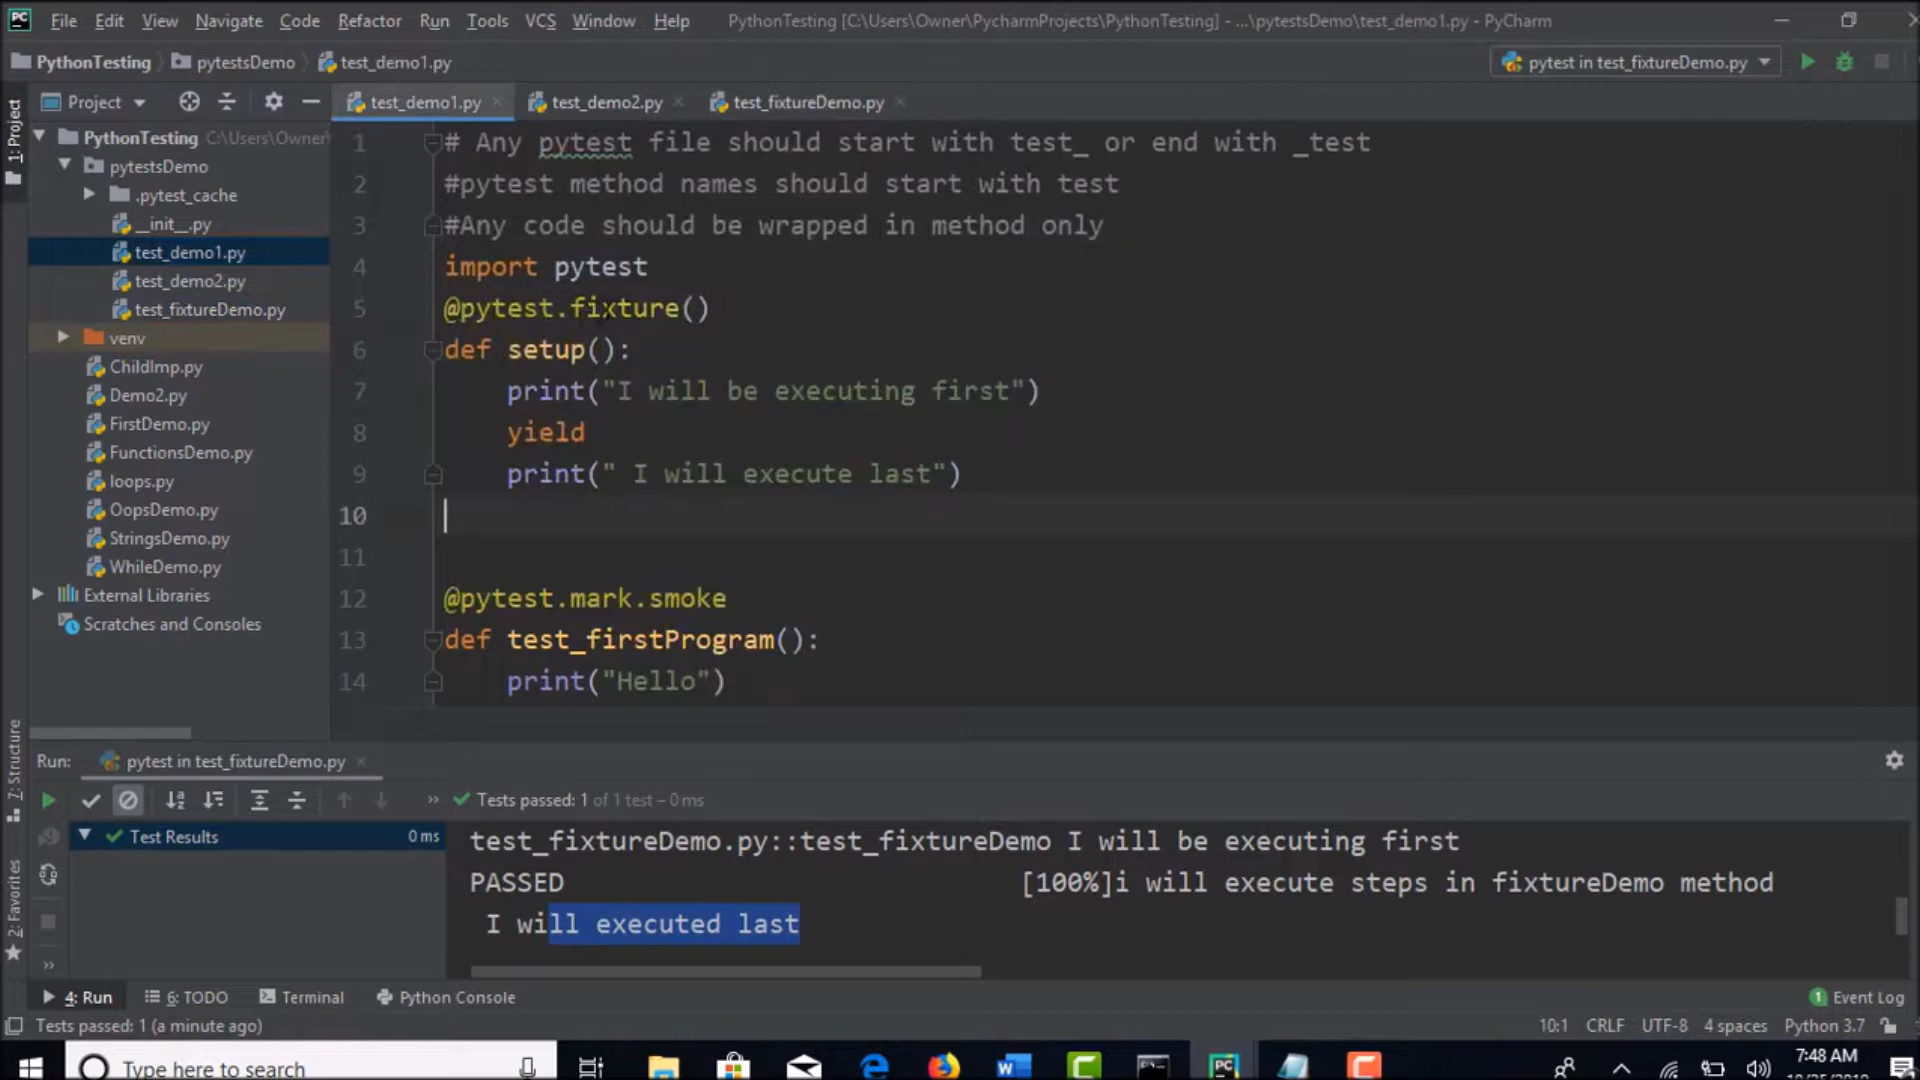 File Edit View Navigate Code Refactor Run Tools VCS Window Help PythonTesting [C:\Users\Owner\PycharmProjects\PythonTesting] - ...\pytestsDemo\test_demo1.py - PyCharm
PythonTesting pytestsDemo test_demo1.py pytest in test_fixtureDemo.py
Project test_demo1.py test_demo2.py test_fixtureDemo.py
1: Project
PythonTesting C:\Users\Owner\
pytestsDemo
.pytest_cache
__init__.py
test_demo1.py
test_demo2.py
test_fixtureDemo.py
venv
ChildImp.py
Demo2.py
FirstDemo.py
FunctionsDemo.py
loops.py
OopsDemo.py
StringsDemo.py
WhileDemo.py
External Libraries
Scratches and Consoles
1 # Any pytest file should start with test_ or end with _test
2 #pytest method names should start with test
3 #Any code should be wrapped in method only
4 import pytest
5 @pytest.fixture()
6 def setup():
7 print("I will be executing first")
8 yield
9 print(" I will execute last")
10
11
12 @pytest.mark.smoke
13 def test_firstProgram():
14 print("Hello")
7: Structure
2: Favorites
Run: pytest in test_fixtureDemo.py
Tests passed: 1 of 1 test – 0 ms
Test Results 0 ms
test_fixtureDemo.py::test_fixtureDemo I will be executing first
PASSED [100%]i will execute steps in fixtureDemo method
I will executed last
4: Run 6: TODO Terminal Python Console 1 Event Log
Tests passed: 1 (a minute ago) 10:1 CRLF UTF-8 4 spaces Python 3.7
Type here to search 7:48 AM